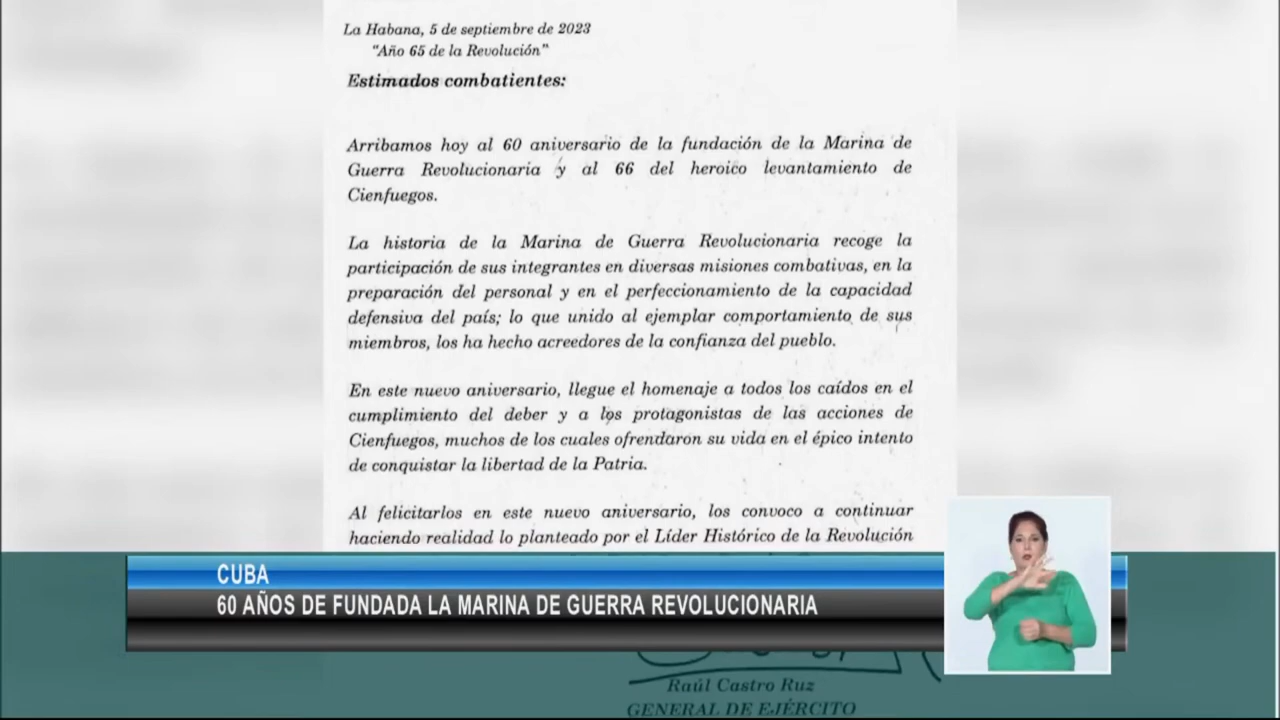 La Habana, 5 de septiembre de 2023
"Año 65 de la Revolución"
Estimados combatientes:
Arribamos hoy al 60 aniversario de la fundación de la Marina de
Guerra Revolucionaria y al 66 del heroico levantamiento de
Cienfuegos.
La historia de la Marina de Guerra Revolucionaria recoge la
participación de sus integrantes en diversas misiones combativas, en la
preparación del personal y en el perfeccionamiento de la capacidad
defensiva del país; lo que unido al ejemplar comportamiento de sus
miembros, los ha hecho acreedores de la confianza del pueblo.
En este nuevo aniversario, llegue el homenaje a todos los caídos en el
cumplimiento del deber y a los protagonistas de las acciones de
Cienfuegos, muchos de los cuales ofrendaron su vida en el épico intento
de conquistar la libertad de la Patria.
Al felicitarlos en este nuevo aniversario, los convoco a continuar
haciendo realidad lo planteado por el Líder Histórico de la Revolución
CUBA
60 AÑOS DE FUNDADA LA MARINA DE GUERRA REVOLUCIONARIA
Raúl Castro Ruz
GENERAL DE EJÉRCITO